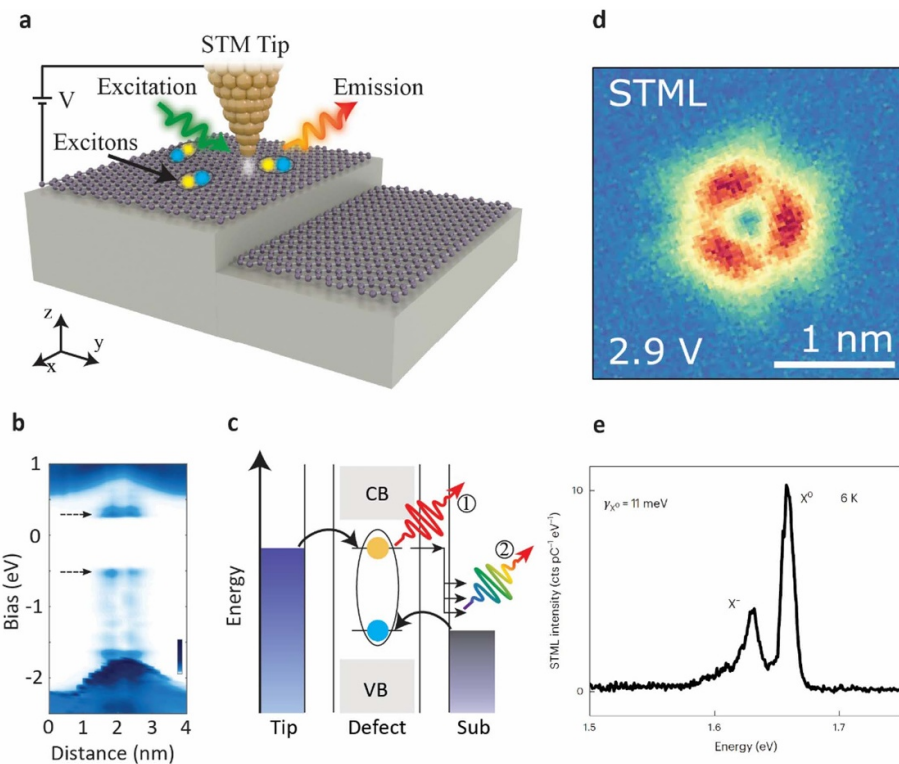 a
STM Tip
Excitation
Emission
V
Excitons
z
y
x
d
STML
2.9 V
1 nm
b
1
0
-1
-2
Bias (eV)
0 1 2 3 4
Distance (nm)
c
Energy
CB
VB
①
②
Tip
Defect
Sub
e
10
0
STML intensity (cts pC⁻¹ eV⁻¹)
γX⁰ = 11 meV
X⁰
6 K
X⁻
1.5 1.6 1.7
Energy (eV)